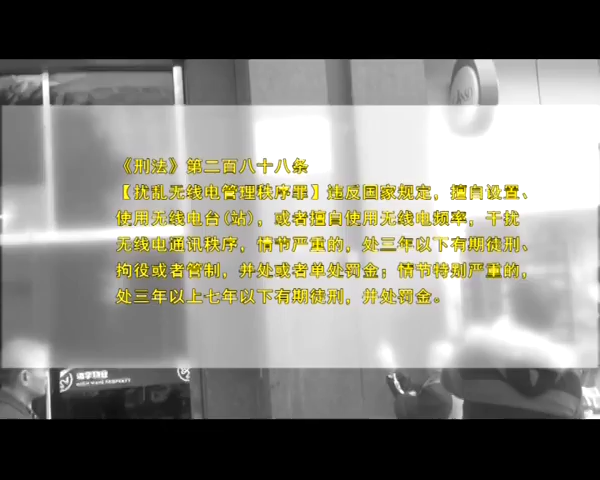 《刑法》第二百八十八条
【扰乱无线电管理秩序罪】违反国家规定，擅自设置、
使用无线电台(站)，或者擅自使用无线电频率，干扰
无线电通讯秩序，情节严重的，处三年以下有期徒刑、
拘役或者管制，并处或者单处罚金；情节特别严重的，
处三年以上七年以下有期徒刑，并处罚金。